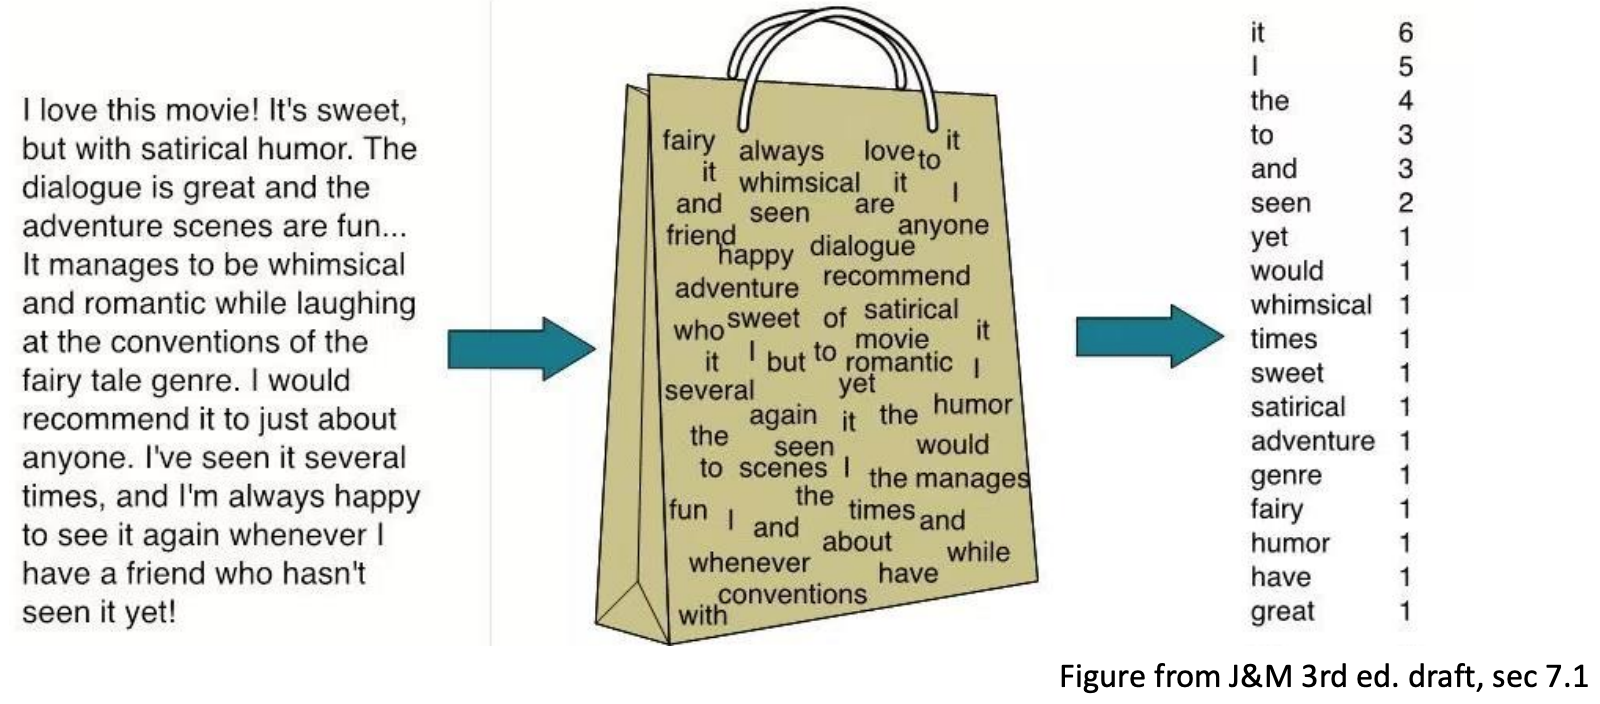 I love this movie! It's sweet,
but with satirical humor. The
dialogue is great and the
adventure scenes are fun...
It manages to be whimsical
and romantic while laughing
at the conventions of the
fairy tale genre. I would
recommend it to just about
anyone. I've seen it several
times, and I'm always happy
to see it again whenever I
have a friend who hasn't
seen it yet!
fairy always love to it
it whimsical it I
and seen are anyone
friend happy dialogue
adventure recommend
who sweet of satirical
it I but to movie it
romantic I
several yet
again it the humor
the seen would
to scenes I the manages
fun I and the times and
about
whenever have while
conventions
with
it 6
I 5
the 4
to 3
and 3
seen 2
yet 1
would 1
whimsical 1
times 1
sweet 1
satirical 1
adventure 1
genre 1
fairy 1
humor 1
have 1
great 1
Figure from J&M 3rd ed. draft, sec 7.1